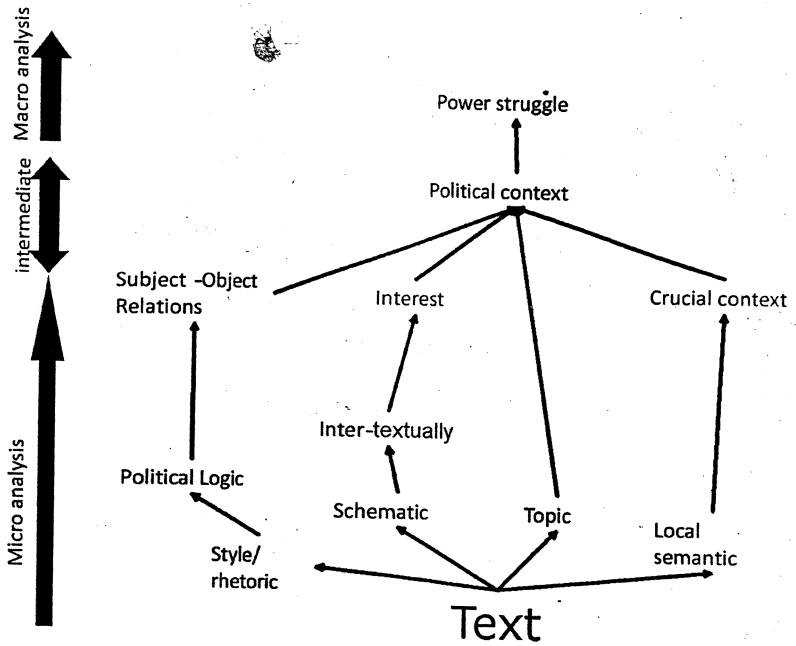 Macro analysis
intermediate
Micro analysis
Power struggle
Political context
Subject -Object
Relations
Interest
Crucial context
Inter-textually
Political Logic
Schematic
Topic
Local
semantic
Style/
rhetoric
Text